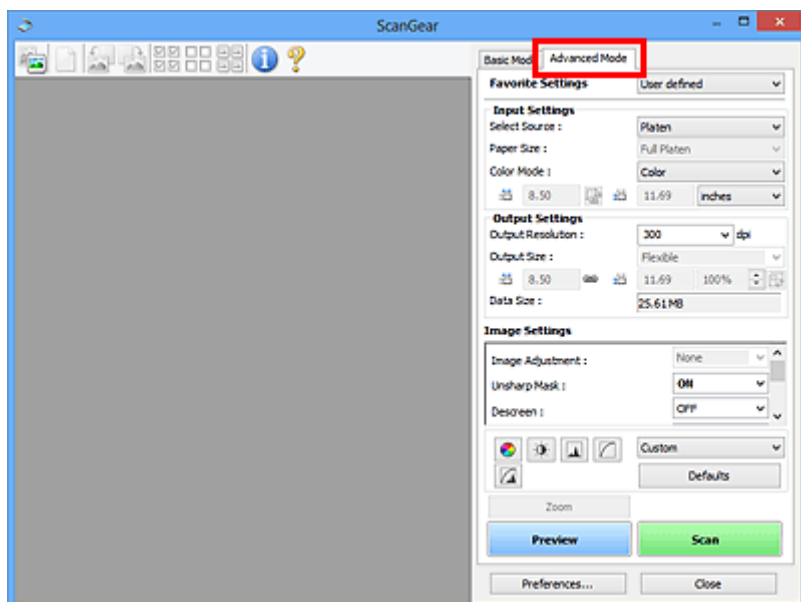 ScanGear
Basic Mode Advanced Mode
Favorite Settings User defined
Input Settings
Select Source : Platen
Paper Size : Full Platen
Color Mode : Color
8.50 11.69 inches
Output Settings
Output Resolution : 300 dpi
Output Size : Flexible
8.50 11.69 100%
Data Size : 25.61MB
Image Settings
Image Adjustment : None
Unsharp Mask : ON
Descreen : OFF
Custom
Defaults
Zoom
Preview Scan
Preferences... Close